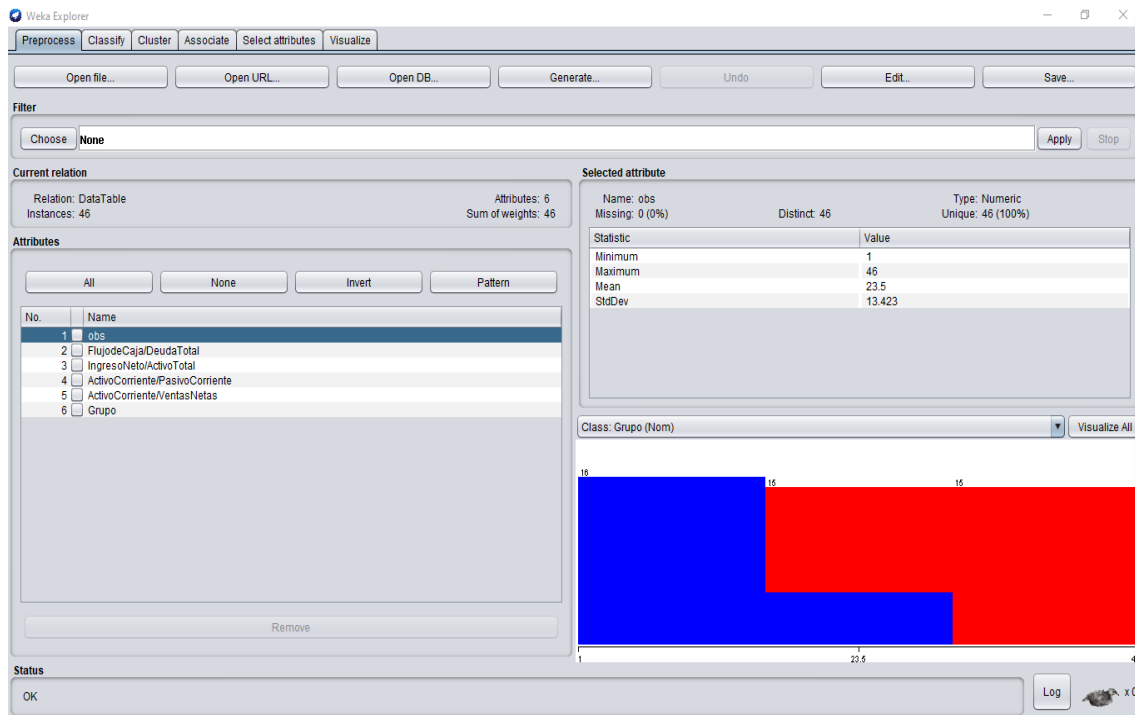 Weka Explorer
Preprocess Classify Cluster Associate Select attributes Visualize
Open file... Open URL... Open DB... Generate... Undo Edit... Save...
Filter
Choose None Apply Stop
Current relation
Relation: DataTable Attributes: 6
Instances: 46 Sum of weights: 46
Attributes
All None Invert Pattern
No. Name
1 obs
2 FlujodeCaja/DeudaTotal
3 IngresoNeto/ActivoTotal
4 ActivoCorriente/PasivoCorriente
5 ActivoCorriente/VentasNetas
6 Grupo
Remove
Selected attribute
Name: obs Type: Numeric
Missing: 0 (0%) Distinct: 46 Unique: 46 (100%)
Statistic Value
Minimum 1
Maximum 46
Mean 23.5
StdDev 13.423
Class: Grupo (Nom) Visualize All
16 15 15
1 23.5 4
Status
OK Log x 0